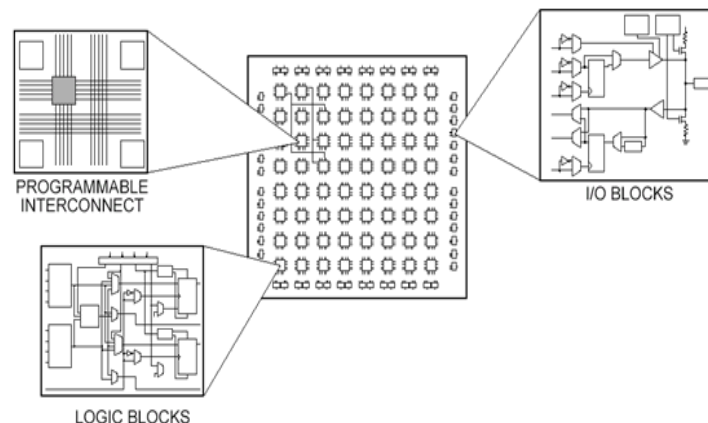 PROGRAMMABLE
INTERCONNECT
I/O BLOCKS
LOGIC BLOCKS